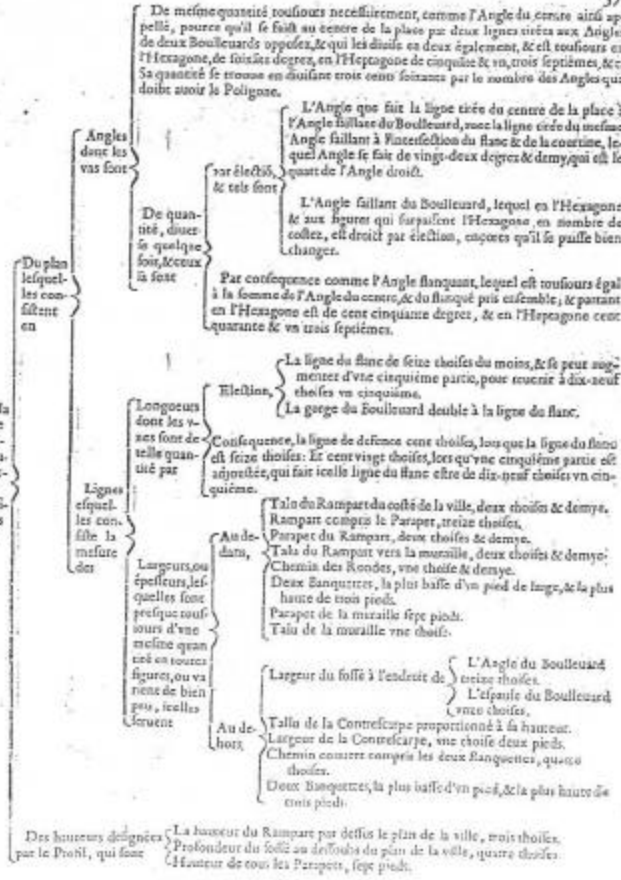 De mesme quantité tousiours necessairement, comme l'Angle du centre ainsi ap-
pellé, pource qu'il se faict au centre de la place par deux lignes tirées aux Angles
de deux Boulleuards opposez, & qui les diuide en deux également, & est tousiours en
l'Hexagone, de soixante degrez, en l'Heptagone de cinquante & vn, trois septiémes, &c
Sa quantité se trouue en diuisant trois cents soixante par le nombre des Angles que
doibt auoir le Poligone.
Angles
dont les
vns sont
L'Angle que fait la ligne tirée du centre de la place à
l'Angle saillant du Boulleuard, auec la ligne tirée du mesme
Angle saillant à l'intersection du flanc & de la courtine, le-
quel Angle se fait de vingt-deux degrez & demy, qui est le
quart de l'Angle droict.
par électiõ,
& tels sont
L'Angle saillant du Boulleuard, lequel en l'Hexagone
& aux figures qui surpassent l'Hexagone, en nombre de
costez, est droict par élection, encores qu'il se puisse bien
changer.
De quan-
tité, diuer-
se quelque
fois, & ceux
là sont
Par consequence comme l'Angle flanquant, lequel est tousiours égal
à la somme de l'Angle du centre, & du flanqué pris ensemble; & partant
en l'Hexagone est de cent cinquante degrez, & en l'Heptagone cent
quarante & vn trois septiémes.
Du plan
lesquel-
les con-
sistent
en
La ligne du flanc de seize thoises du moins, & se peut aug-
menter d'vne cinquiéme partie, pour reuenir à dix-neuf
thoises vn cinquiéme.
Election,
La gorge du Boulleuard double à la ligne du flanc.
Longueurs
dont les v-
nes sont de
telle quan-
tité par
Consequence, la ligne de defence cent thoises, lors que la ligne du flanc
est seize thoises: Et cent vingt thoises, lors qu'vne cinquiéme partie est
adjoustée, qui fait icelle ligne du flanc estre de dix-neuf thoises vn cin-
quiéme.
Lignes
esquel-
les con-
siste la
mesure
des
Talu du Rampart du costé de la ville, deux thoises & demye.
Rampart compris le Parapet, treize thoises.
Au de-
dans,
Parapet du Rampart, deux thoises & demye.
Talu du Rampart vers la muraille, deux thoises & demye.
Chemin des Rondes, vne thoise & demye.
Deux Banquettes, la plus basse d'vn pied de large, & la plus
haute de trois pieds.
Parapet de la muraille sept pieds.
Talu de la muraille vne thoise.
Largeurs, ou
épesseurs, les-
quelles sont
presque tous-
iours d'vne
mesme quan
tité en toutes
figures, ou va
rient de bien
peu, icelles
seruent
Largeur du fossé à l'endroit de
L'Angle du Boulleuard
treize thoises.
L'espaule du Boulleuard
vnze thoises.
Au de-
hors,
Tallu de la Contrescarpe proportionné à sa hauteur.
Largeur de la Contrescarpe, vne thoise deux pieds.
Chemin couuert compris les deux Banquettes, quatre
thoises.
Deux Banquettes, la plus basse d'vn pied, & la plus haute de
trois pieds.
Des hauteurs designées
par le Profil, qui sont
La hauteur du Rampart par dessus le plan de la ville, trois thoises.
Profondeur du fossé au dessoubs du plan de la ville, quatre thoises.
Hauteur de tous les Parapets, sept pieds.